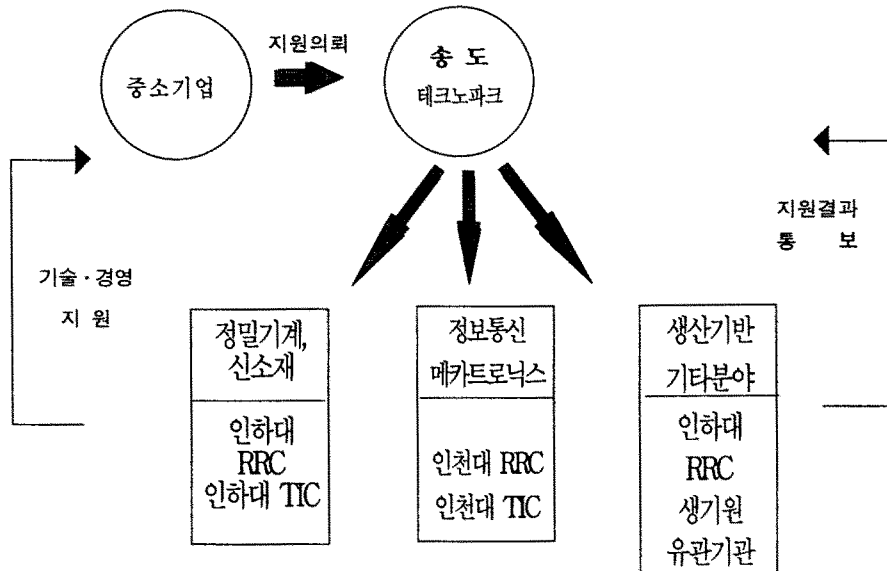 지원의뢰
중소기업
송 도
테크노파크
지원결과
통 보
기술·경영
지 원
정밀기계,
신소재
인하대
RRC
인하대 TIC
정보통신
메카트로닉스
인천대 RRC
인천대 TIC
생산기반
기타분야
인하대
RRC
생기원
유관기관